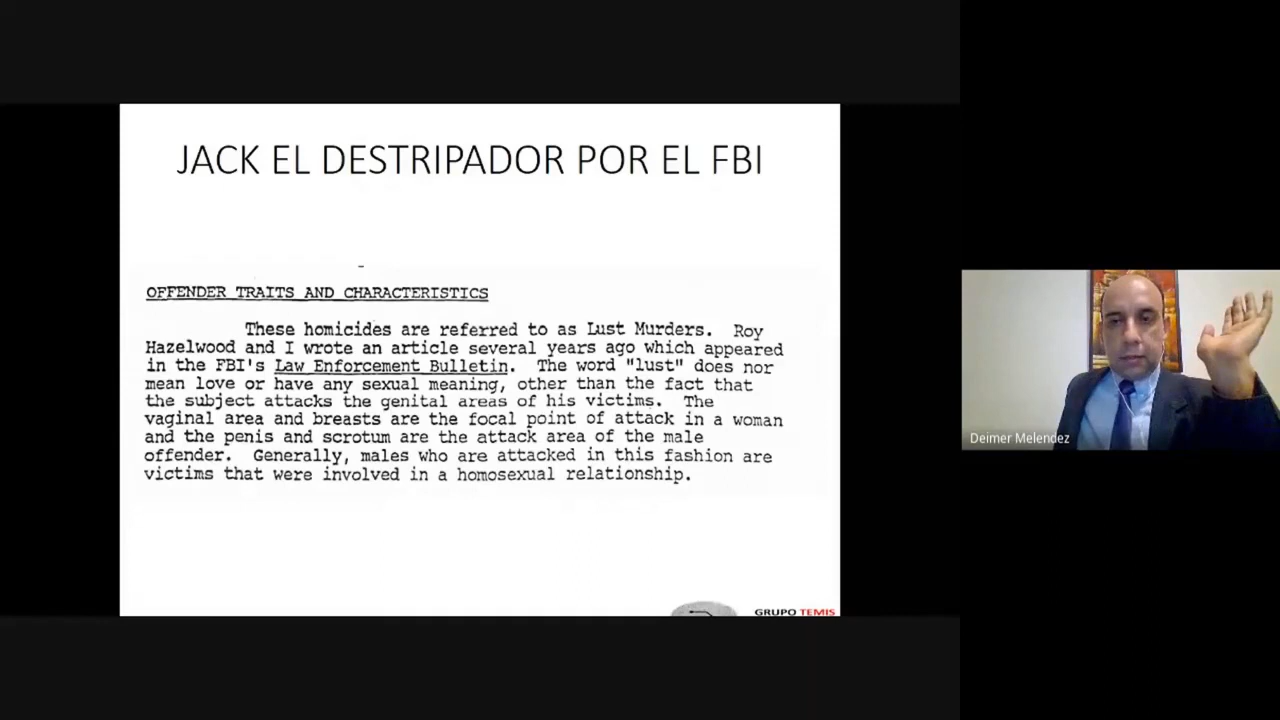 JACK EL DESTRIPADOR POR EL FBI
OFFENDER TRAITS AND CHARACTERISTICS
These homicides are referred to as Lust Murders. Roy
Hazelwood and I wrote an article several years ago which appeared
in the FBI's Law Enforcement Bulletin. The word "lust" does nor
mean love or have any sexual meaning, other than the fact that
the subject attacks the genital areas of his victims. The
vaginal area and breasts are the focal point of attack in a woman
and the penis and scrotum are the attack area of the male
offender. Generally, males who are attacked in this fashion are
victims that were involved in a homosexual relationship.
GRUPO TEMIS
Deimer Melendez